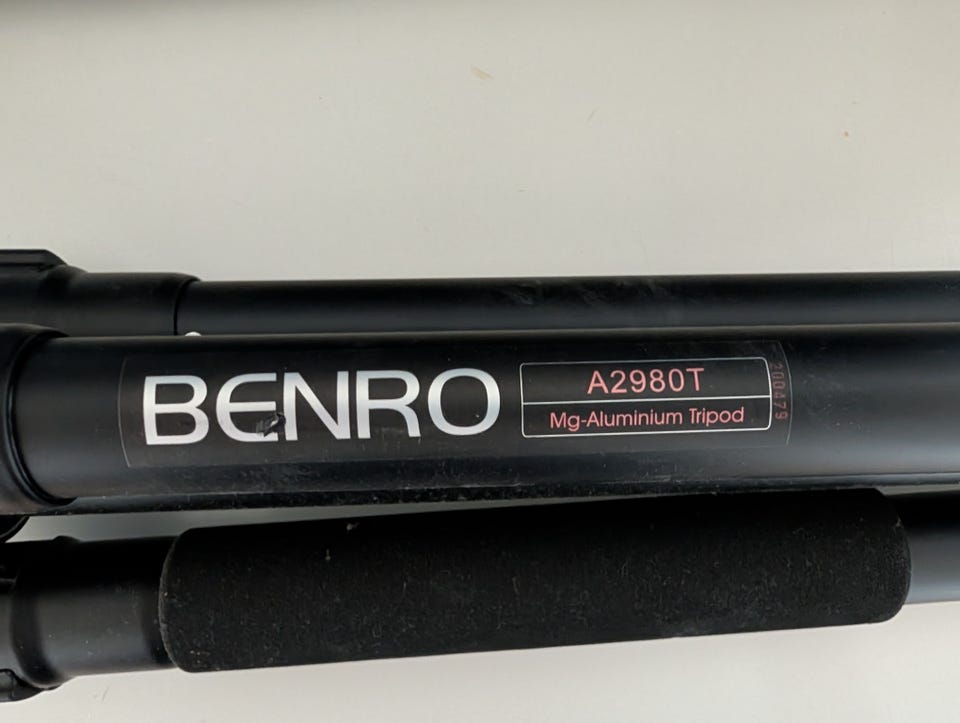 BENRO
A2980T
Mg-Aluminium Tripod
200479